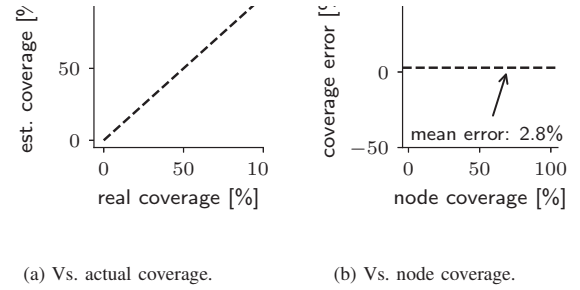 est. coverage [%
50
0
0
50
10
real coverage [%]
coverage error [%
0
−50
mean error: 2.8%
0
50
100
node coverage [%]
(a) Vs. actual coverage.
(b) Vs. node coverage.